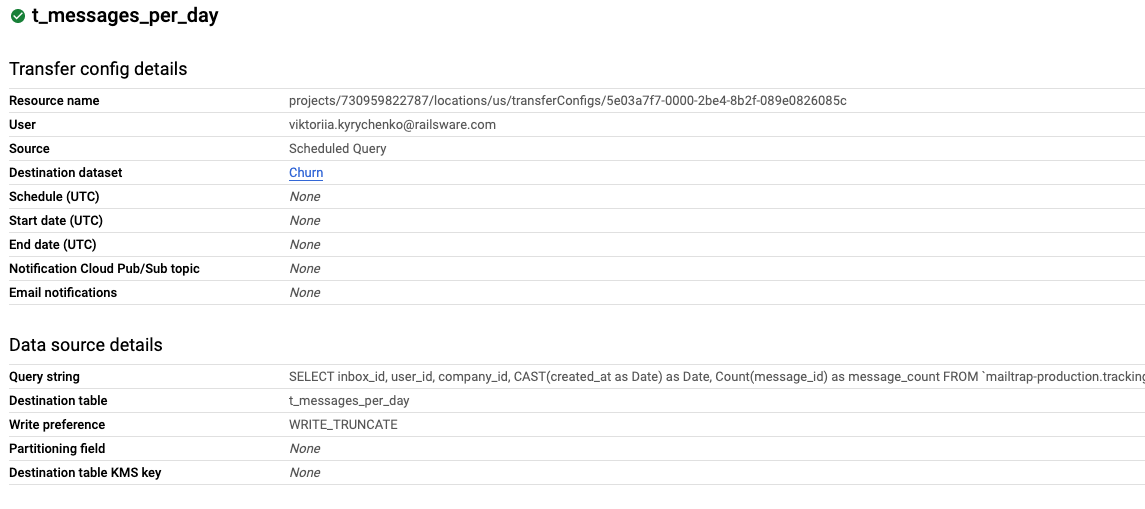 t_messages_per_day
Transfer config details
Resource name projects/730959822787/locations/us/transferConfigs/5e03a7f7-0000-2be4-8b2f-089e0826085c
User viktoriia.kyrychenko@railsware.com
Source Scheduled Query
Destination dataset Churn
Schedule (UTC) None
Start date (UTC) None
End date (UTC) None
Notification Cloud Pub/Sub topic None
Email notifications None
Data source details
Query string SELECT inbox_id, user_id, company_id, CAST(created_at as Date) as Date, Count(message_id) as message_count FROM `mailtrap-production.tracking
Destination table t_messages_per_day
Write preference WRITE_TRUNCATE
Partitioning field None
Destination table KMS key None